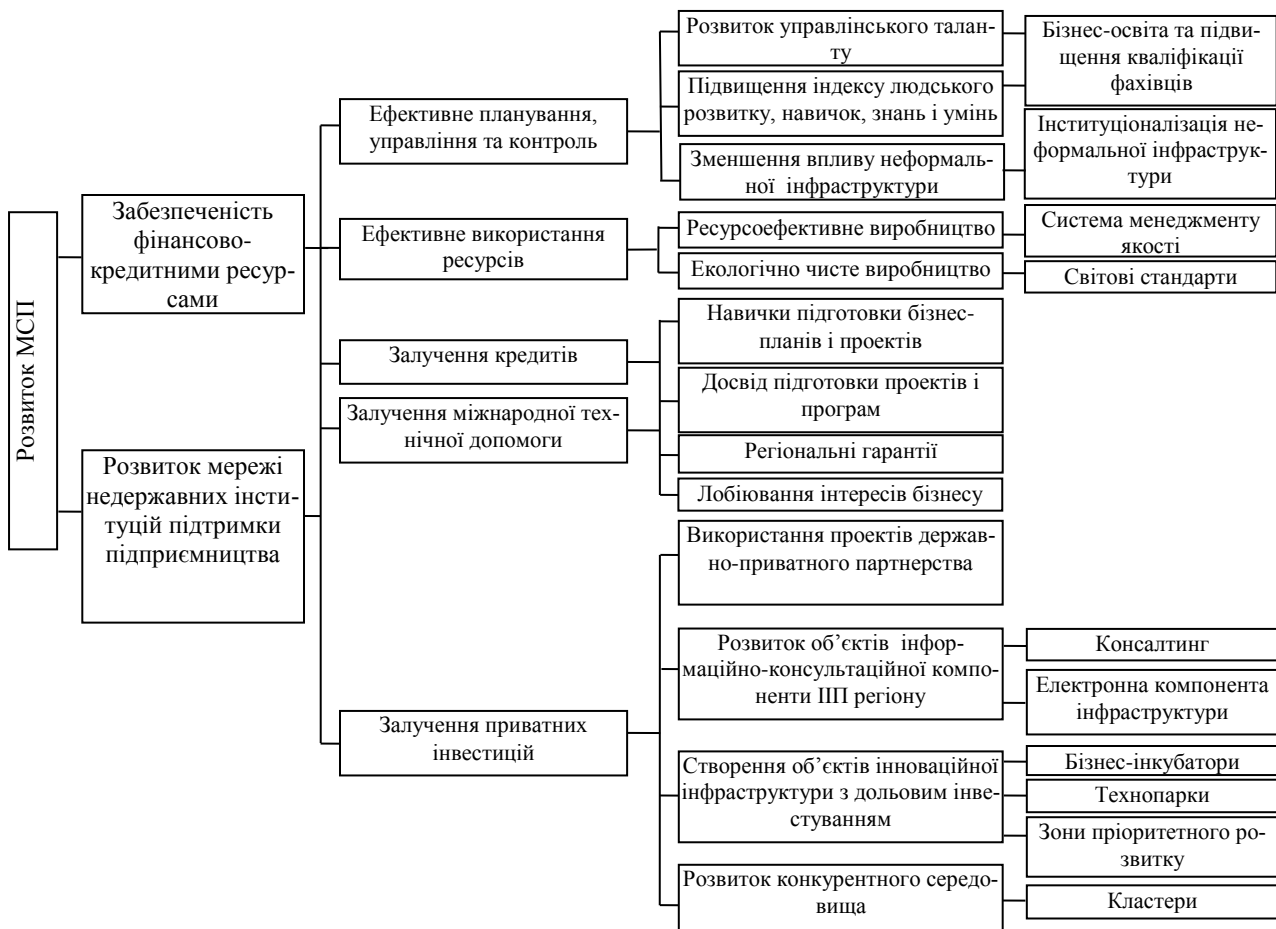 Розвиток МСП
Забезпеченість
фінансово-
кредитними ресур-
сами
Розвиток мережі
недержавних інсти-
туцій підтримки
підприємництва
Ефективне планування,
управління та контроль
Ефективне використання
ресурсів
Залучення кредитів
Залучення міжнародної тех-
нічної допомоги
Залучення приватних
інвестицій
Розвиток управлінського талан-
ту
Підвищення індексу людського
розвитку, навичок, знань і умінь
Зменшення впливу неформаль-
ної інфраструктури
Ресурсоефективне виробництво
Екологічно чисте виробництво
Навички підготовки бізнес-
планів і проектів
Досвід підготовки проектів і
програм
Регіональні гарантії
Лобіювання інтересів бізнесу
Використання проектів держав-
но-приватного партнерства
Розвиток об’єктів інфор-
маційно-консультаційної компо-
ненти ІІП регіону
Створення об’єктів інноваційної
інфраструктури з дольовим інве-
стуванням
Розвиток конкурентного середо-
вища
Бізнес-освіта та підви-
щення кваліфікації
фахівців
Інституціоналізація не-
формальної інфраструк-
тури
Система менеджменту
якості
Світові стандарти
Консалтинг
Електронна компонента
інфраструктури
Бізнес-інкубатори
Технопарки
Зони пріоритетного ро-
звитку
Кластери